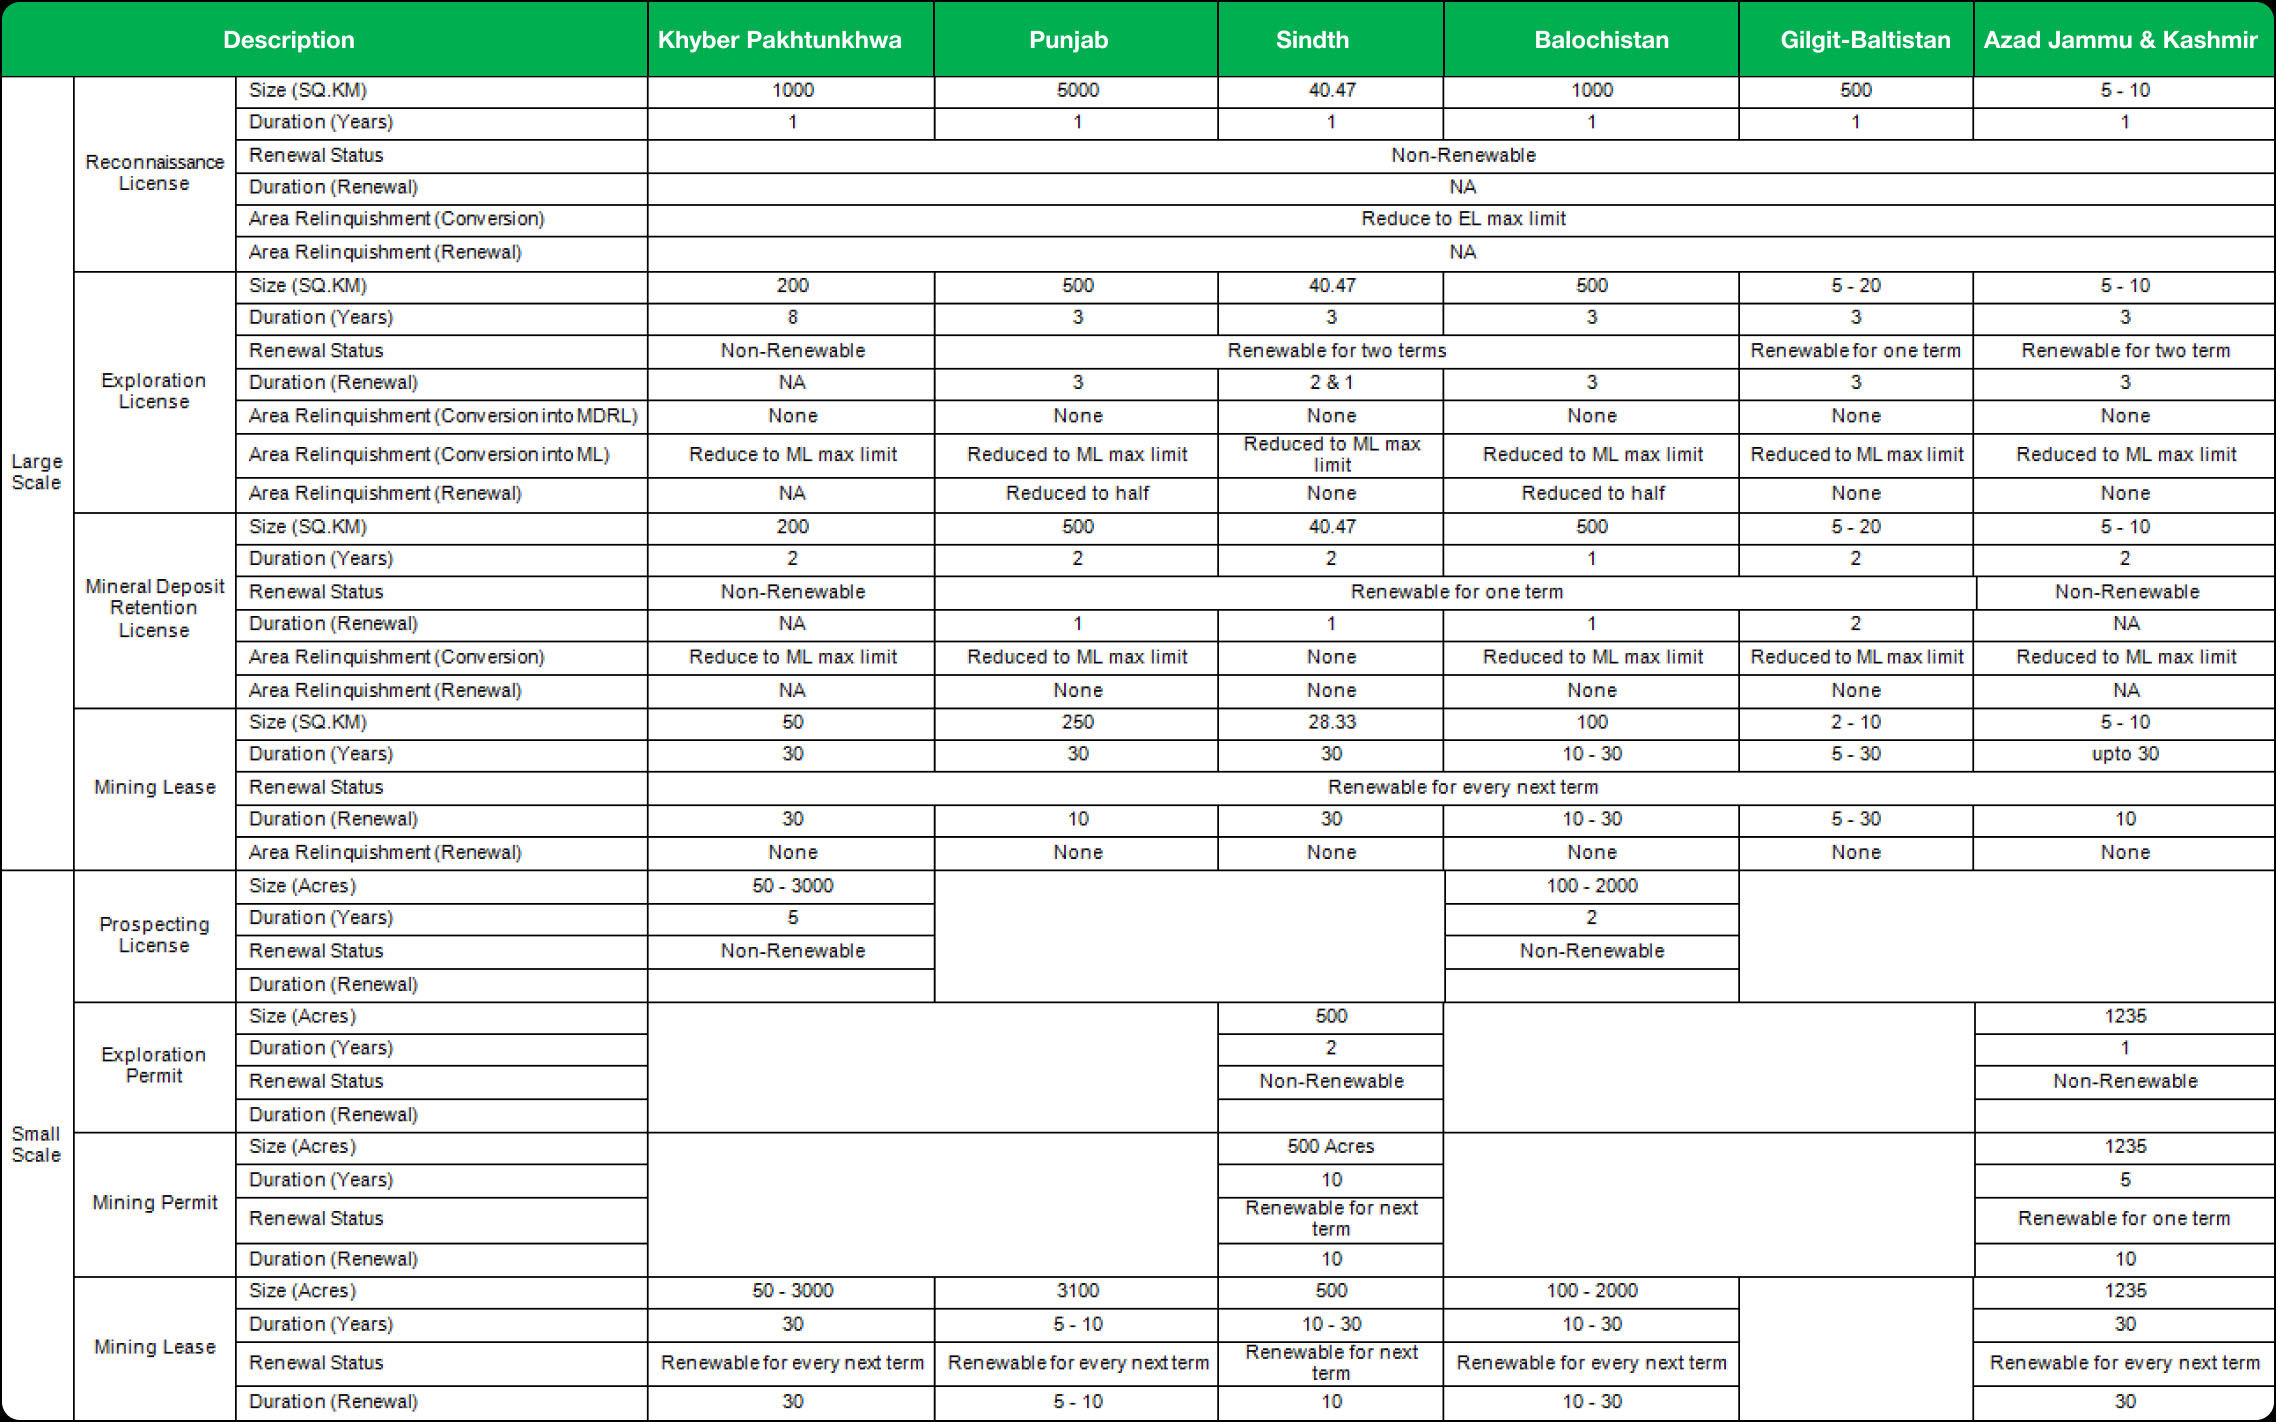 Description Khyber Pakhtunkhwa Punjab Sindth Balochistan Gilgit-Baltistan Azad Jammu & Kashmir
Large Scale
Reconnaissance License
Size (SQ.KM) 1000 5000 40.47 1000 500 5 - 10
Duration (Years) 1 1 1 1 1 1
Renewal Status Non-Renewable
Duration (Renewal) NA
Area Relinquishment (Conversion) Reduce to EL max limit
Area Relinquishment (Renewal) NA
Exploration License
Size (SQ.KM) 200 500 40.47 500 5 - 20 5 - 10
Duration (Years) 8 3 3 3 3 3
Renewal Status Non-Renewable Renewable for two terms Renewable for one term Renewable for two term
Duration (Renewal) NA 3 2 & 1 3 3 3
Area Relinquishment (Conversion into MDRL) None None None None None None
Area Relinquishment (Conversion into ML) Reduce to ML max limit Reduced to ML max limit Reduced to ML max limit Reduced to ML max limit Reduced to ML max limit Reduced to ML max limit
Area Relinquishment (Renewal) NA Reduced to half None Reduced to half None None
Mineral Deposit Retention License
Size (SQ.KM) 200 500 40.47 500 5 - 20 5 - 10
Duration (Years) 2 2 2 1 2 2
Renewal Status Non-Renewable Renewable for one term Non-Renewable
Duration (Renewal) NA 1 1 1 2 NA
Area Relinquishment (Conversion) Reduce to ML max limit Reduced to ML max limit None Reduced to ML max limit Reduced to ML max limit Reduced to ML max limit
Area Relinquishment (Renewal) NA None None None None NA
Mining Lease
Size (SQ.KM) 50 250 28.33 100 2 - 10 5 - 10
Duration (Years) 30 30 30 10 - 30 5 - 30 upto 30
Renewal Status Renewable for every next term
Duration (Renewal) 30 10 30 10 - 30 5 - 30 10
Area Relinquishment (Renewal) None None None None None None
Small Scale
Prospecting License
Size (Acres) 50 - 3000 100 - 2000
Duration (Years) 5 2
Renewal Status Non-Renewable Non-Renewable
Duration (Renewal)
Exploration Permit
Size (Acres) 500 1235
Duration (Years) 2 1
Renewal Status Non-Renewable Non-Renewable
Duration (Renewal)
Mining Permit
Size (Acres) 500 Acres 1235
Duration (Years) 10 5
Renewal Status Renewable for next term Renewable for one term
Duration (Renewal) 10 10
Mining Lease
Size (Acres) 50 - 3000 3100 500 100 - 2000 1235
Duration (Years) 30 5 - 10 10 - 30 10 - 30 30
Renewal Status Renewable for every next term Renewable for every next term Renewable for next term Renewable for every next term Renewable for every next term
Duration (Renewal) 30 5 - 10 10 10 - 30 30